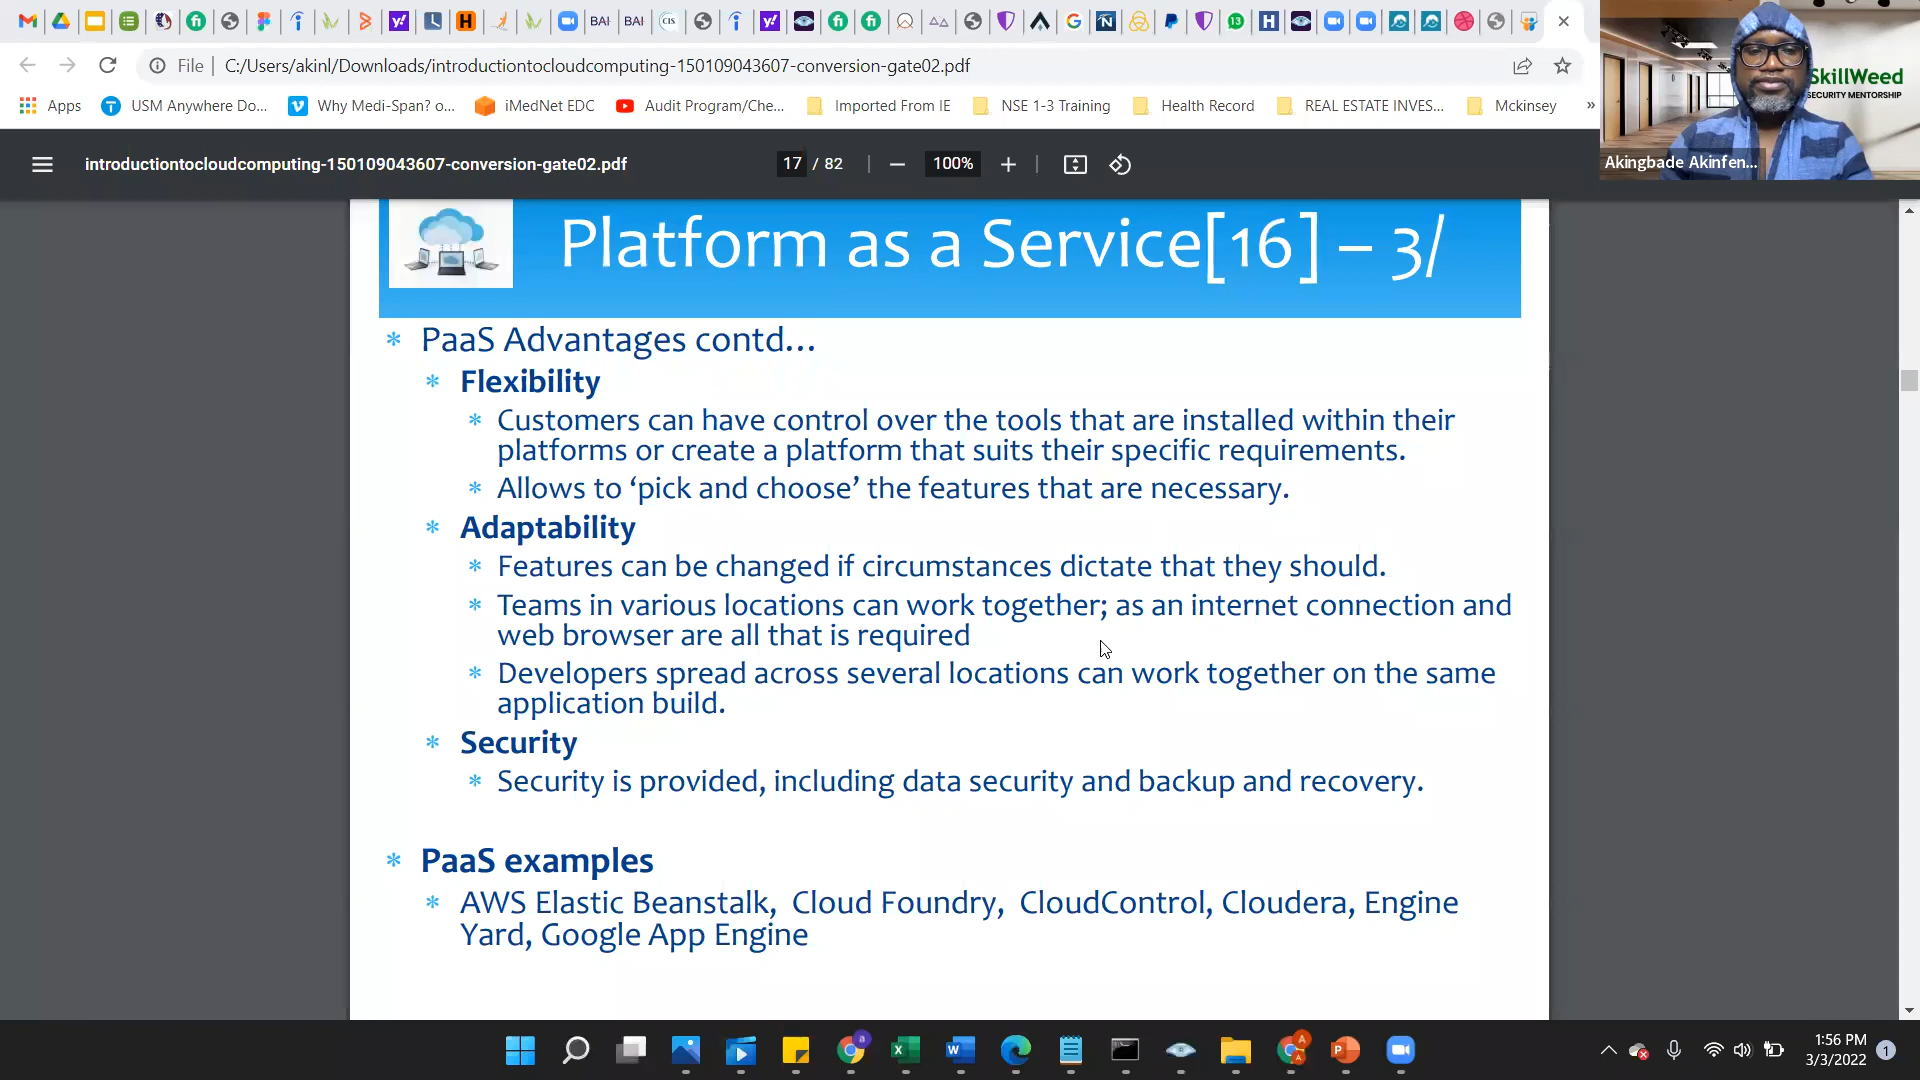 BAI
BAI
CIS
13
File
C:/Users/akinl/Downloads/introductiontocloudcomputing-150109043607-conversion-gate02.pdf
Apps
USM Anywhere Do...
Why Medi-Span? o...
iMedNet EDC
Audit Program/Che...
Imported From IE
NSE 1-3 Training
Health Record
REAL ESTATE INVES...
Mckinsey
»
SkillWeed
SECURITY MENTORSHIP
Akingbade Akinfen...
introductiontocloudcomputing-150109043607-conversion-gate02.pdf
17 / 82
100%
Platform as a Service[16] – 3/
* PaaS Advantages contd…
* Flexibility
* Customers can have control over the tools that are installed within their
platforms or create a platform that suits their specific requirements.
* Allows to ‘pick and choose’ the features that are necessary.
* Adaptability
* Features can be changed if circumstances dictate that they should.
* Teams in various locations can work together; as an internet connection and
web browser are all that is required
* Developers spread across several locations can work together on the same
application build.
* Security
* Security is provided, including data security and backup and recovery.
* PaaS examples
* AWS Elastic Beanstalk, Cloud Foundry, CloudControl, Cloudera, Engine
Yard, Google App Engine
1:56 PM
3/3/2022
1